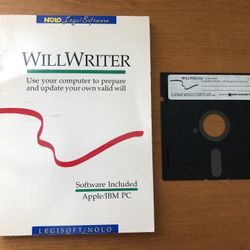 NOLO Legal Software
WILLWRITER
Use your computer to prepare
and update your own valid will
Software Included
Apple/IBM PC
LEGISOFT/NOLO
WILLWRITER